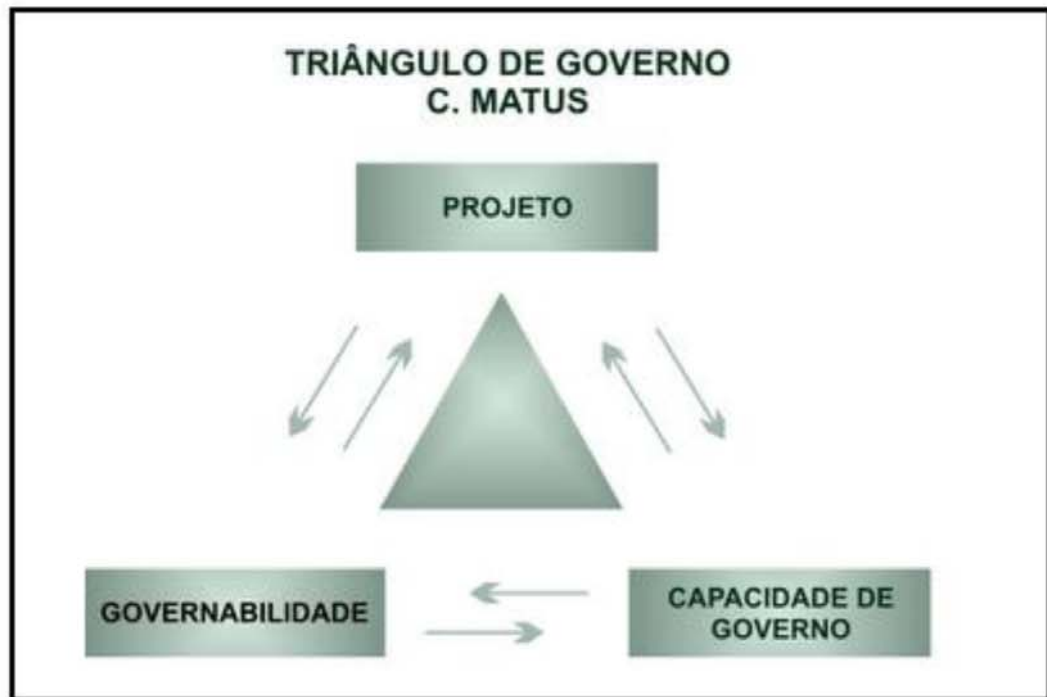 TRIÂNGULO DE GOVERNO
C. MATUS
PROJETO
GOVERNABILIDADE
CAPACIDADE DE
GOVERNO